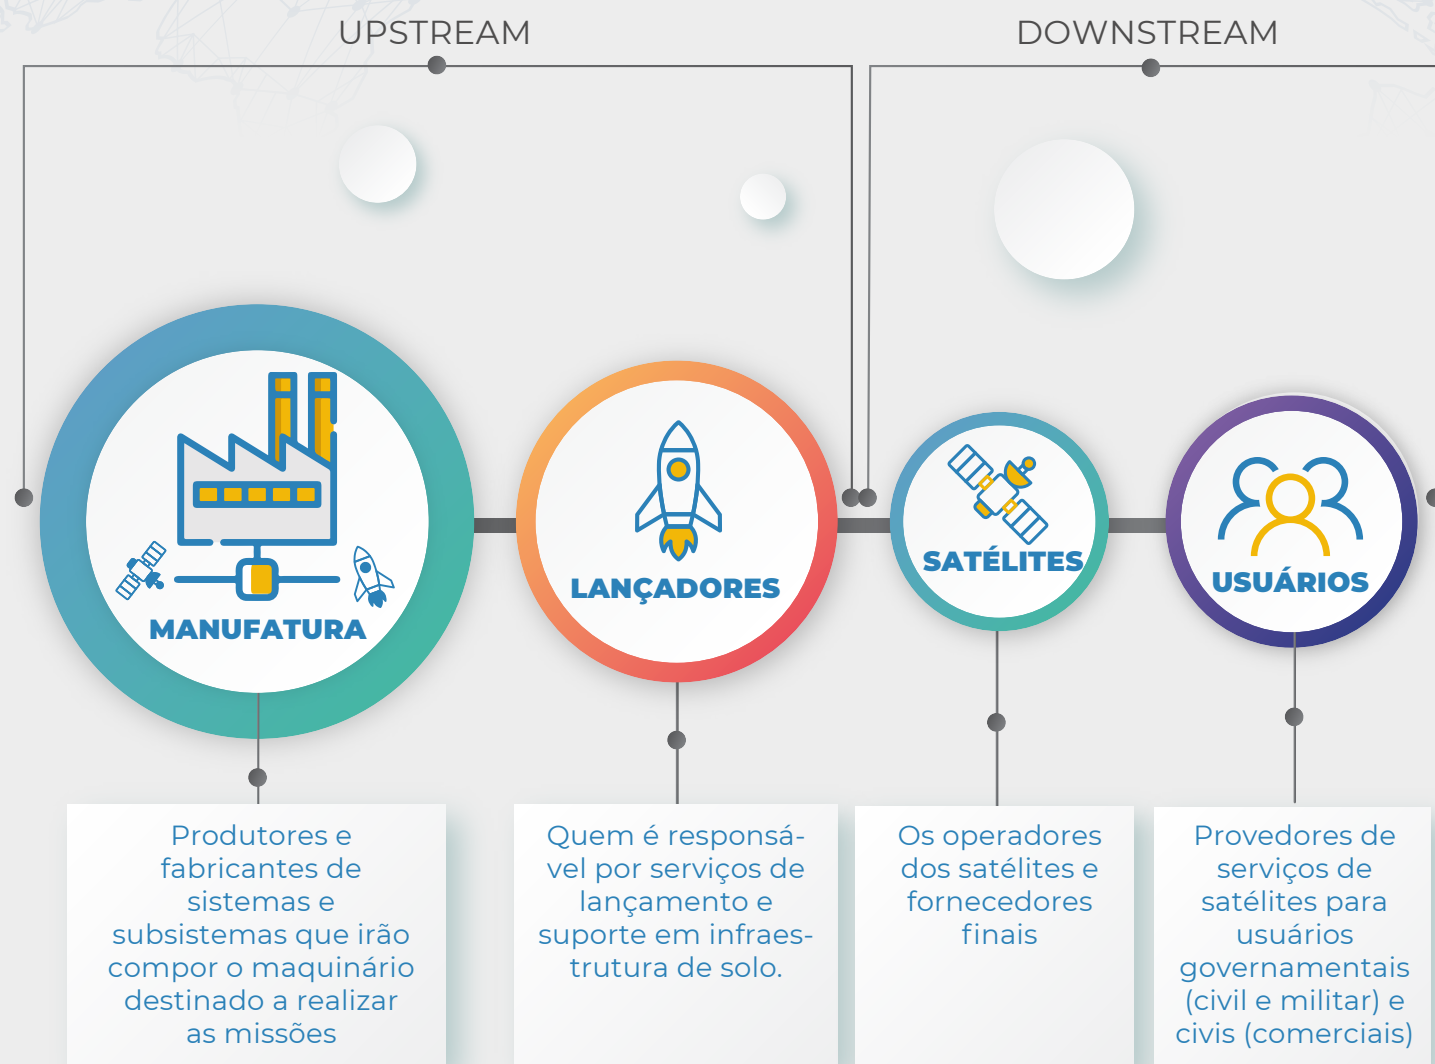 UPSTREAM
DOWNSTREAM
MANUFATURA
LANÇADORES
SATÉLITES
USUÁRIOS
Produtores e
fabricantes de
sistemas e
subsistemas que irão
compor o maquinário
destinado a realizar
as missões
Quem é responsá-
vel por serviços de
lançamento e
suporte em infraes-
trutura de solo.
Os operadores
dos satélites e
fornecedores
finais
Provedores de
serviços de
satélites para
usuários
governamentais
(civil e militar) e
civis (comerciais)